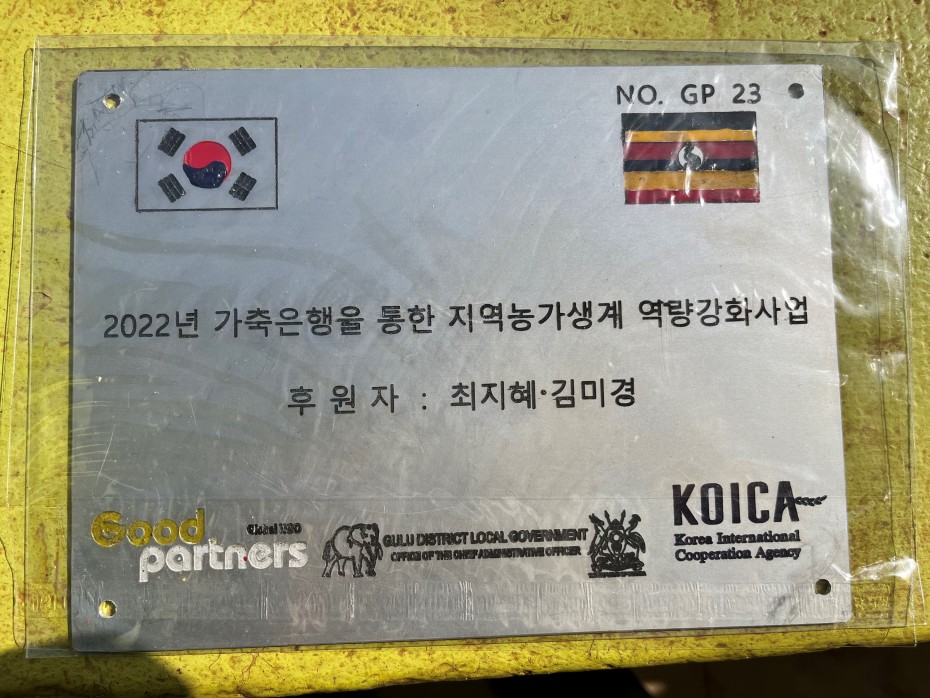 NO. GP 23
2022년 가축은행을 통한 지역농가생계 역량강화사업
후원자 : 최지혜·김미경
Good Global NGO
partners
GULU DISTRICT LOCAL GOVERNMENT
OFFICE OF THE CHIEF ADMINISTRATIVE OFFICER
KOICA
Korea International
Cooperation Agency